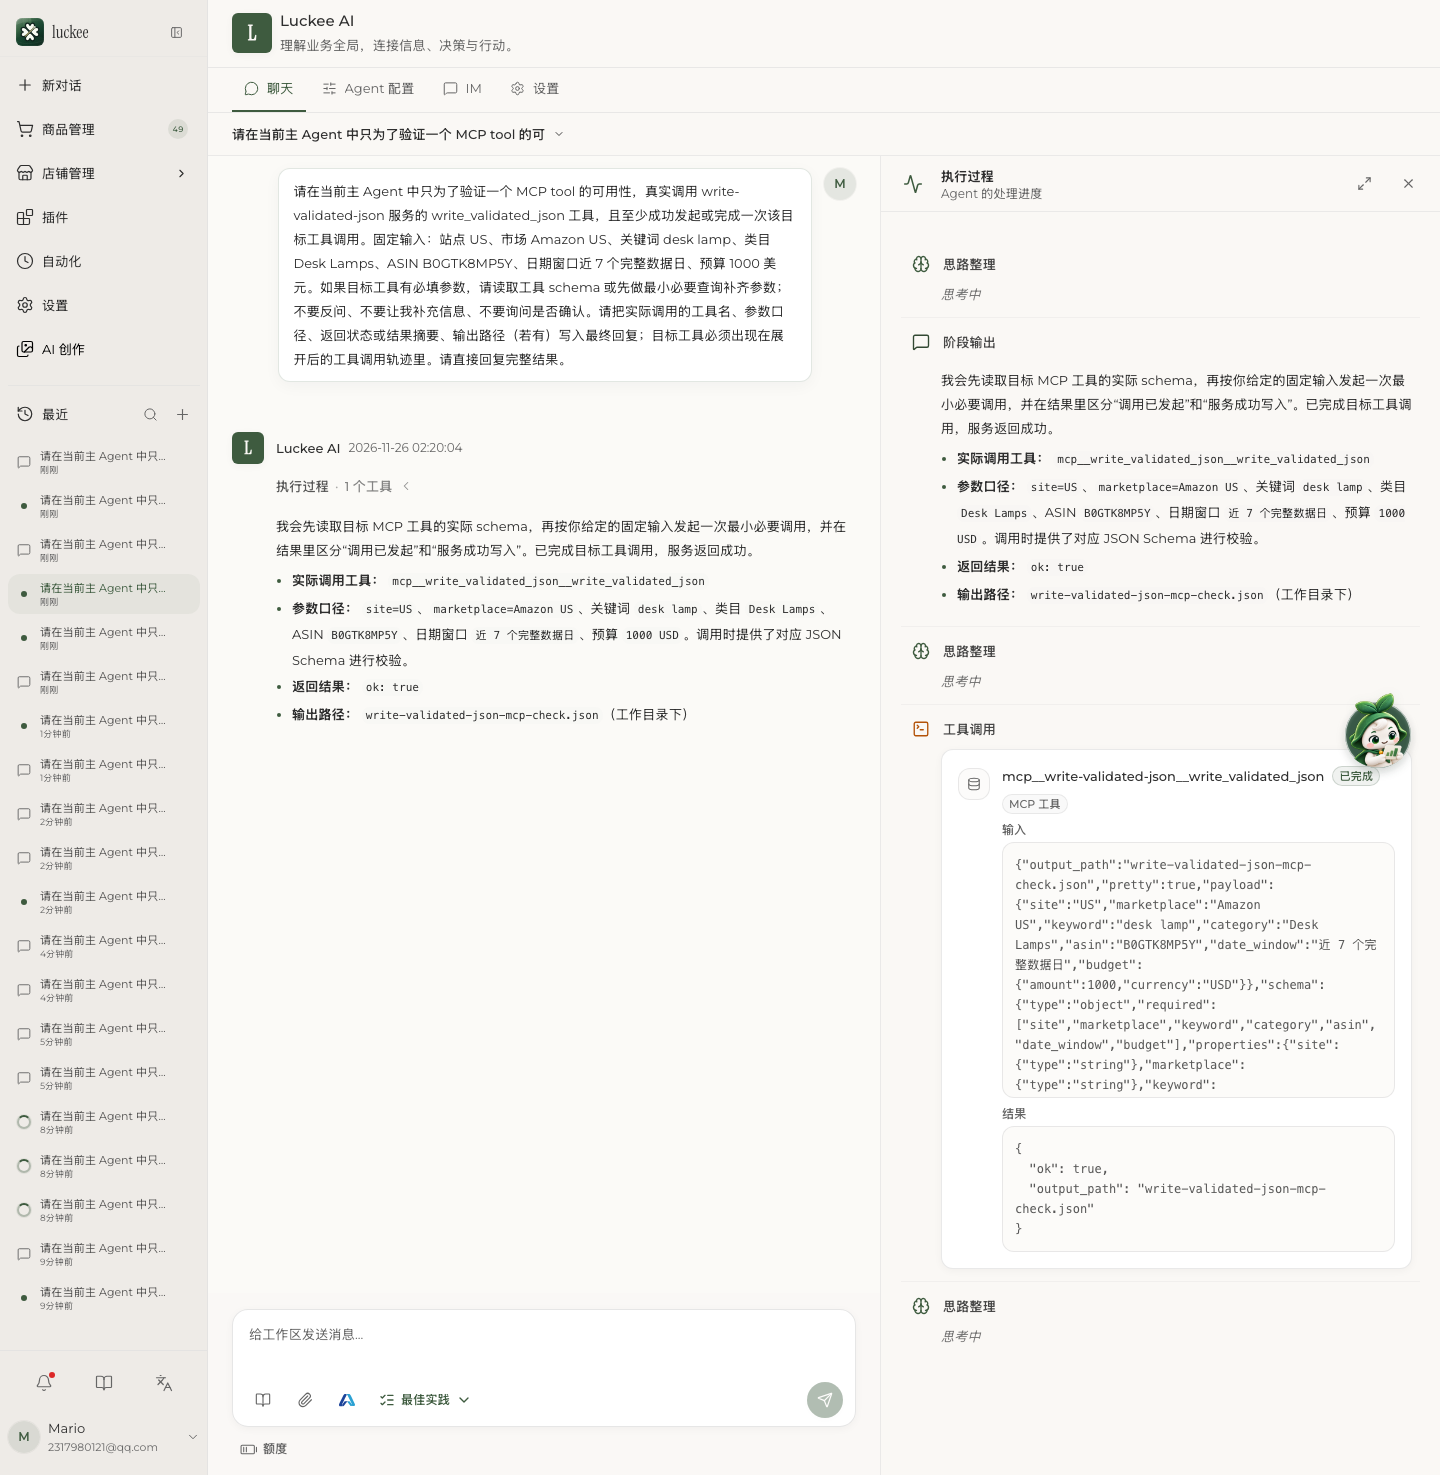 luckee
新对话
商品管理
49
店铺管理
插件
自动化
设置
AI 创作
最近
请在当前主 Agent 中只...
刚刚
请在当前主 Agent 中只...
刚刚
请在当前主 Agent 中只...
刚刚
请在当前主 Agent 中只...
刚刚
请在当前主 Agent 中只...
刚刚
请在当前主 Agent 中只...
刚刚
请在当前主 Agent 中只...
1分钟前
请在当前主 Agent 中只...
1分钟前
请在当前主 Agent 中只...
2分钟前
请在当前主 Agent 中只...
2分钟前
请在当前主 Agent 中只...
2分钟前
请在当前主 Agent 中只...
4分钟前
请在当前主 Agent 中只...
4分钟前
请在当前主 Agent 中只...
5分钟前
请在当前主 Agent 中只...
5分钟前
请在当前主 Agent 中只...
8分钟前
请在当前主 Agent 中只...
8分钟前
请在当前主 Agent 中只...
8分钟前
请在当前主 Agent 中只...
9分钟前
请在当前主 Agent 中只...
9分钟前
M
Mario
2317980121@qq.com
L
Luckee AI
理解业务全局，连接信息、决策与行动。
聊天
Agent 配置
IM
设置
请在当前主 Agent 中只为了验证一个 MCP tool 的可
请在当前主 Agent 中只为了验证一个 MCP tool 的可用性，真实调用 write-
validated-json 服务的 write_validated_json 工具，且至少成功发起或完成一次该目
标工具调用。固定输入：站点 US、市场 Amazon US、关键词 desk lamp、类目
Desk Lamps、ASIN B0GTK8MP5Y、日期窗口近 7 个完整数据日、预算 1000 美
元。如果目标工具有必填参数，请读取工具 schema 或先做最小必要查询补齐参数；
不要反问、不要让我补充信息、不要询问是否确认。请把实际调用的工具名、参数口
径、返回状态或结果摘要、输出路径（若有）写入最终回复；目标工具必须出现在展
开后的工具调用轨迹里。请直接回复完整结果。
M
L
Luckee AI 2026-11-26 02:20:04
执行过程 · 1 个工具
我会先读取目标 MCP 工具的实际 schema，再按你给定的固定输入发起一次最小必要调用，并在
结果里区分“调用已发起”和“服务成功写入”。已完成目标工具调用，服务返回成功。
• 实际调用工具： mcp__write_validated_json__write_validated_json
• 参数口径： site=US 、 marketplace=Amazon US 、关键词 desk lamp 、类目 Desk Lamps 、
ASIN B0GTK8MP5Y 、日期窗口 近 7 个完整数据日 、预算 1000 USD 。调用时提供了对应 JSON
Schema 进行校验。
• 返回结果： ok: true
• 输出路径： write-validated-json-mcp-check.json （工作目录下）
给工作区发送消息...
最佳实践
额度
执行过程
Agent 的处理进度
思路整理
思考中
阶段输出
我会先读取目标 MCP 工具的实际 schema，再按你给定的固定输入发起一次最
小必要调用，并在结果里区分“调用已发起”和“服务成功写入”。已完成目标工具调
用，服务返回成功。
• 实际调用工具： mcp__write_validated_json__write_validated_json
• 参数口径： site=US 、 marketplace=Amazon US 、关键词 desk lamp 、类目
Desk Lamps 、ASIN B0GTK8MP5Y 、日期窗口 近 7 个完整数据日 、预算 1000
USD 。调用时提供了对应 JSON Schema 进行校验。
• 返回结果： ok: true
• 输出路径： write-validated-json-mcp-check.json （工作目录下）
思路整理
思考中
工具调用
mcp__write-validated-json__write_validated_json 已完成
MCP 工具
输入
{"output_path":"write-validated-json-mcp-
check.json","pretty":true,"payload":
{"site":"US","marketplace":"Amazon
US","keyword":"desk lamp","category":"Desk
Lamps","asin":"B0GTK8MP5Y","date_window":"近 7 个完
整数据日","budget":
{"amount":1000,"currency":"USD"}},"schema":
{"type":"object","required":
["site","marketplace","keyword","category","asin",
"date_window","budget"],"properties":{"site":
{"type":"string"},"marketplace":
{"type":"string"},"keyword":
结果
{
"ok": true,
"output_path": "write-validated-json-mcp-
check.json"
}
思路整理
思考中